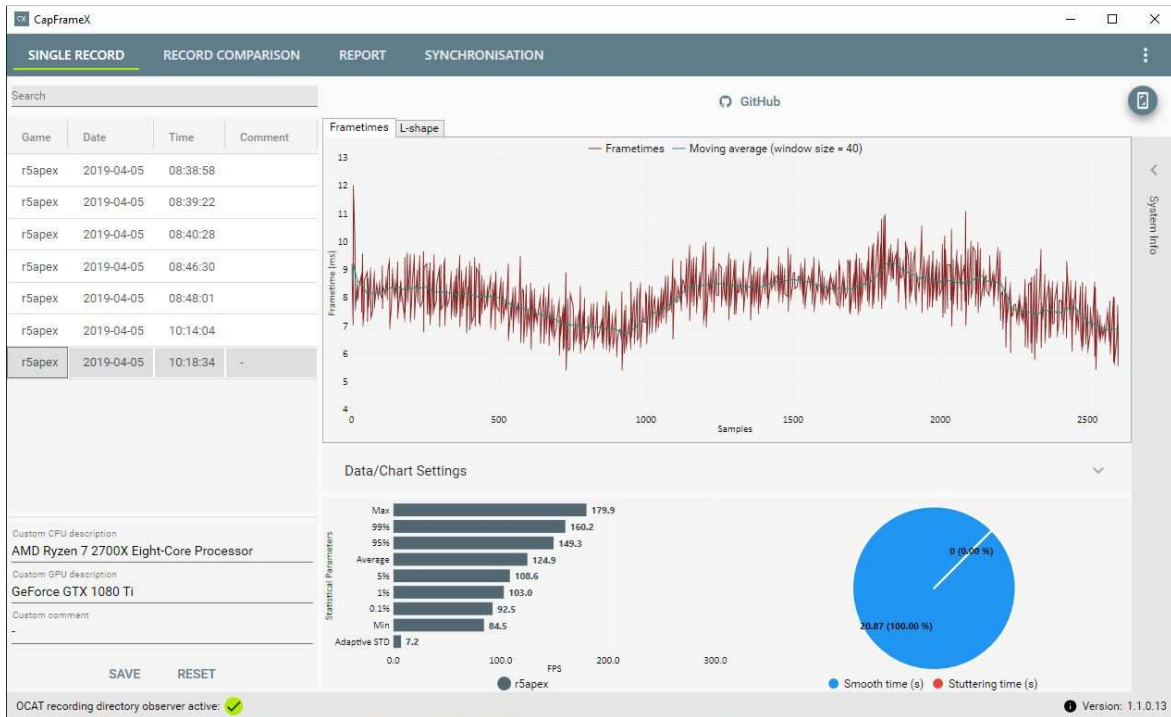 CX CapFrameX
SINGLE RECORD RECORD COMPARISON REPORT SYNCHRONISATION
Search
GitHub
Game Date Time Comment
r5apex 2019-04-05 08:38:58
r5apex 2019-04-05 08:39:22
r5apex 2019-04-05 08:40:28
r5apex 2019-04-05 08:46:30
r5apex 2019-04-05 08:48:01
r5apex 2019-04-05 10:14:04
r5apex 2019-04-05 10:18:34 -
Frametimes L-shape
Frametimes Moving average (window size = 40)
13
12
11
10
9
8
7
6
5
4
Frametime (ms)
0 500 1000 1500 2000 2500
Samples
System Info
Data/Chart Settings
Statistical Parameters
Max 179.9
99% 160.2
95% 149.3
Average 124.9
5% 108.6
1% 103.0
0.1% 92.5
Min 84.5
Adaptive STD 7.2
0.0 100.0 200.0 300.0
FPS
r5apex
0 (0.00 %)
20.87 (100.00 %)
Smooth time (s) Stuttering time (s)
Custom CPU description
AMD Ryzen 7 2700X Eight-Core Processor
Custom GPU description
GeForce GTX 1080 Ti
Custom comment
-
SAVE RESET
OCAT recording directory observer active:
Version: 1.1.0.13